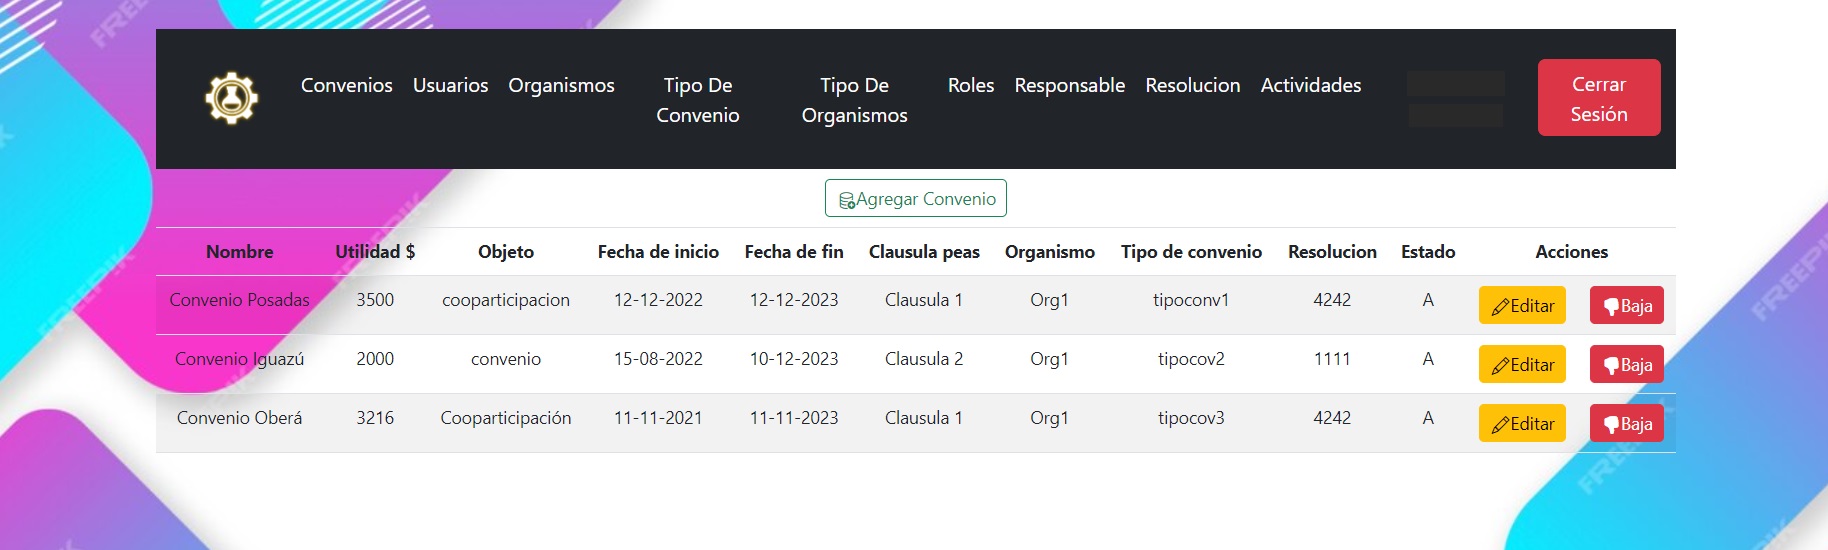 Convenios Usuarios Organismos Tipo De Convenio Tipo De Organismos Roles Responsable Resolucion Actividades Cerrar Sesión
Agregar Convenio
Nombre Utilidad $ Objeto Fecha de inicio Fecha de fin Clausula peas Organismo Tipo de convenio Resolucion Estado Acciones
Convenio Posadas 3500 cooparticipacion 12-12-2022 12-12-2023 Clausula 1 Org1 tipoconv1 4242 A Editar Baja
Convenio Iguazú 2000 convenio 15-08-2022 10-12-2023 Clausula 2 Org1 tipocov2 1111 A Editar Baja
Convenio Oberá 3216 Cooparticipación 11-11-2021 11-11-2023 Clausula 1 Org1 tipocov3 4242 A Editar Baja
FREEPIK
FREEPIK
FREEPIK
FREEPIK
FREEPIK